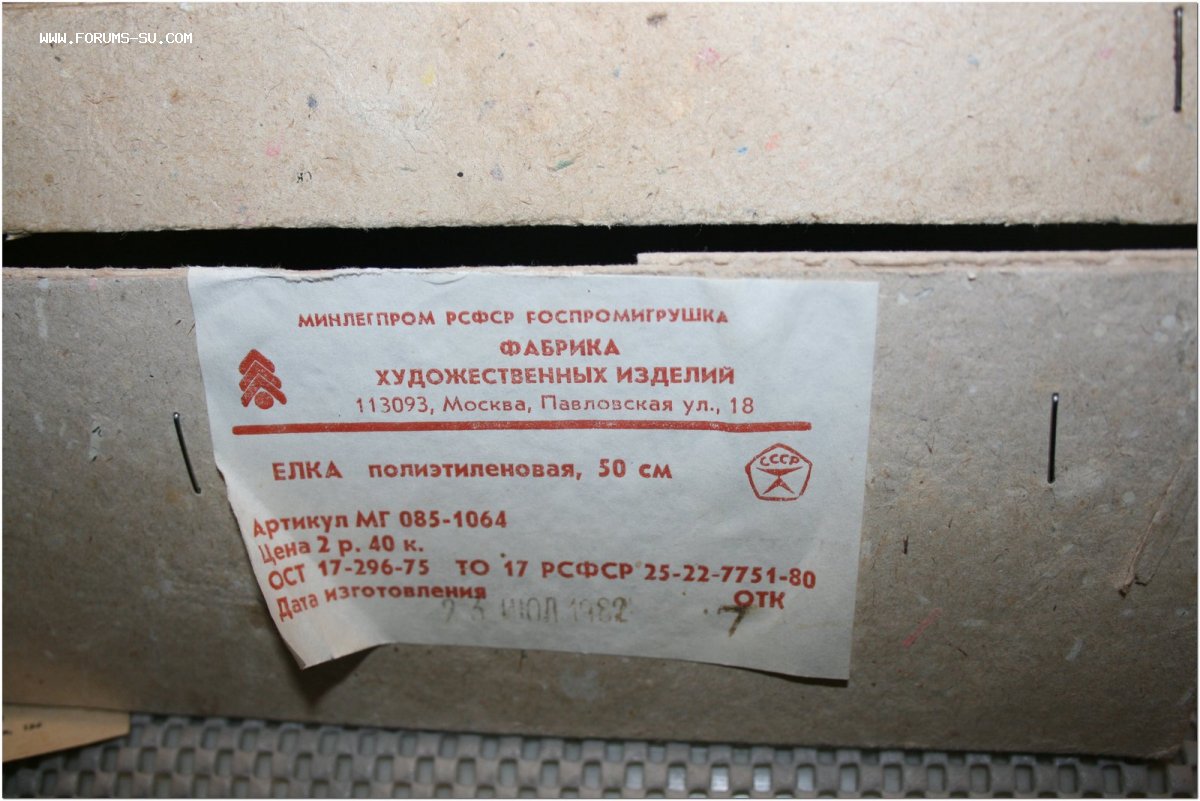 WWW.FORUMS-SU.COM
МИНЛЕГПРОМ РСФСР РОСПРОМИГРУШКА
ФАБРИКА
ХУДОЖЕСТВЕННЫХ ИЗДЕЛИЙ
113093, Москва, Павловская ул., 18
ЕЛКА полиэтиленовая, 50 см
СССР
Артикул МГ 085-1064
Цена 2 р. 40 к.
ОСТ 17-296-75 ТО 17 РСФСР 25-22-7751-80
Дата изготовления ОТК
ИЮЛ 1982 7